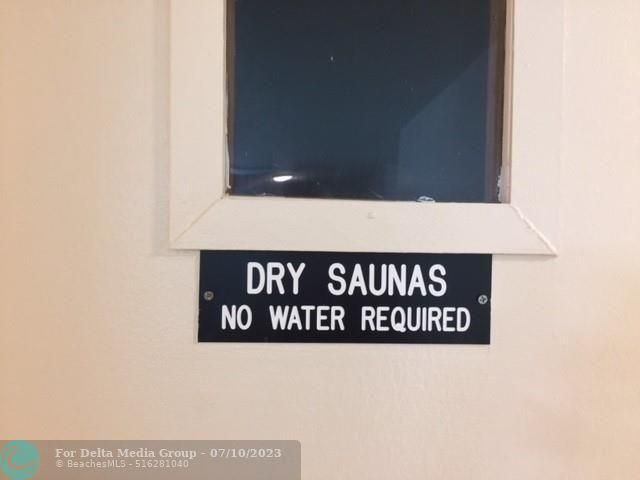 DRY SAUNAS
NO WATER REQUIRED
For Delta Media Group - 07/10/2023
© BeachesMLS - 516281040